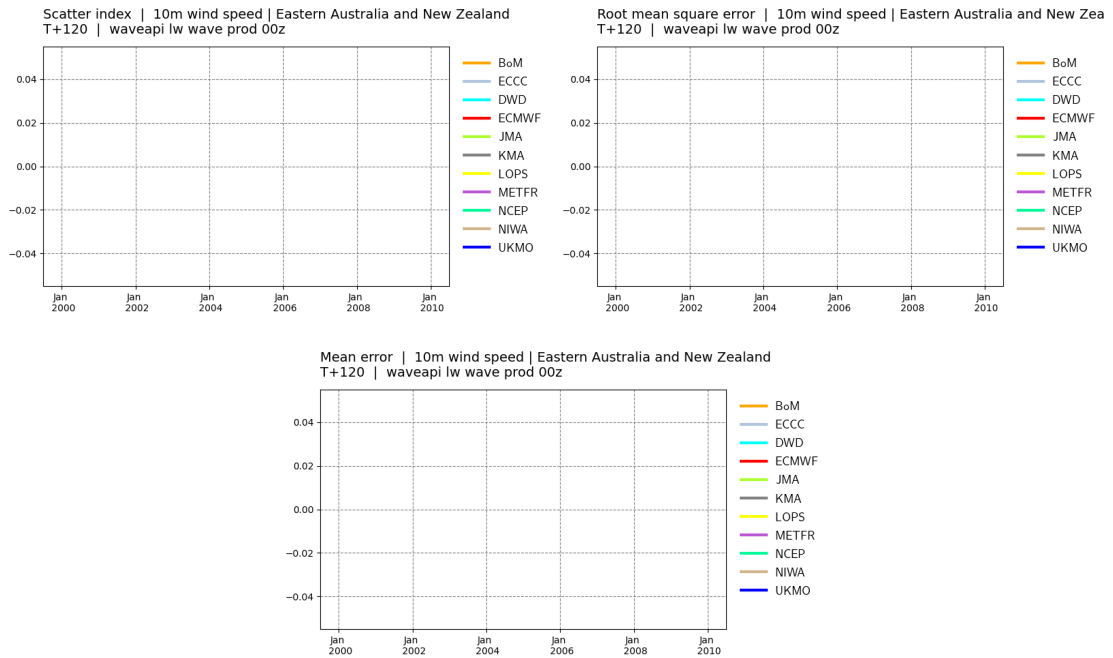 Scatter index | 10m wind speed | Eastern Australia and New Zealand
T+120 | waveapi lw wave prod 00z
0.04
0.02
0.00
−0.02
−0.04
Jan 2000
Jan 2002
Jan 2004
Jan 2006
Jan 2008
Jan 2010
BoM
ECCC
DWD
ECMWF
JMA
KMA
LOPS
METFR
NCEP
NIWA
UKMO
Root mean square error | 10m wind speed | Eastern Australia and New Zea
T+120 | waveapi lw wave prod 00z
0.04
0.02
0.00
−0.02
−0.04
Jan 2000
Jan 2002
Jan 2004
Jan 2006
Jan 2008
Jan 2010
BoM
ECCC
DWD
ECMWF
JMA
KMA
LOPS
METFR
NCEP
NIWA
UKMO
Mean error | 10m wind speed | Eastern Australia and New Zealand
T+120 | waveapi lw wave prod 00z
0.04
0.02
0.00
−0.02
−0.04
Jan 2000
Jan 2002
Jan 2004
Jan 2006
Jan 2008
Jan 2010
BoM
ECCC
DWD
ECMWF
JMA
KMA
LOPS
METFR
NCEP
NIWA
UKMO